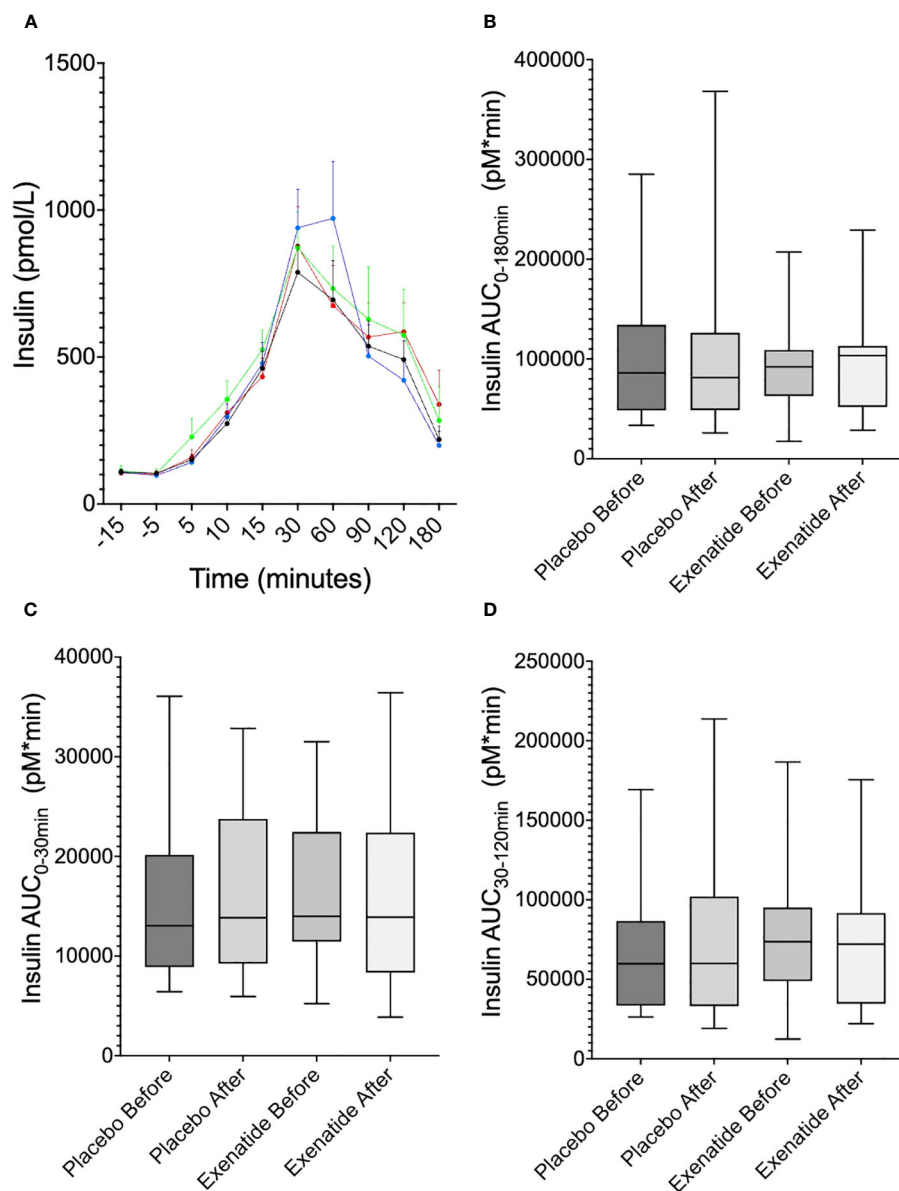 A
Insulin (pmol/L)
1500
1000
500
0
-15 -5 5 10 15 30 60 90 120 180
Time (minutes)
B
Insulin AUC0-180min (pM*min)
400000
300000
200000
100000
0
Placebo Before Placebo After Exenatide Before Exenatide After
C
Insulin AUC0-30min (pM*min)
40000
30000
20000
10000
0
Placebo Before Placebo After Exenatide Before Exenatide After
D
Insulin AUC30-120min (pM*min)
250000
200000
150000
100000
50000
0
Placebo Before Placebo After Exenatide Before Exenatide After